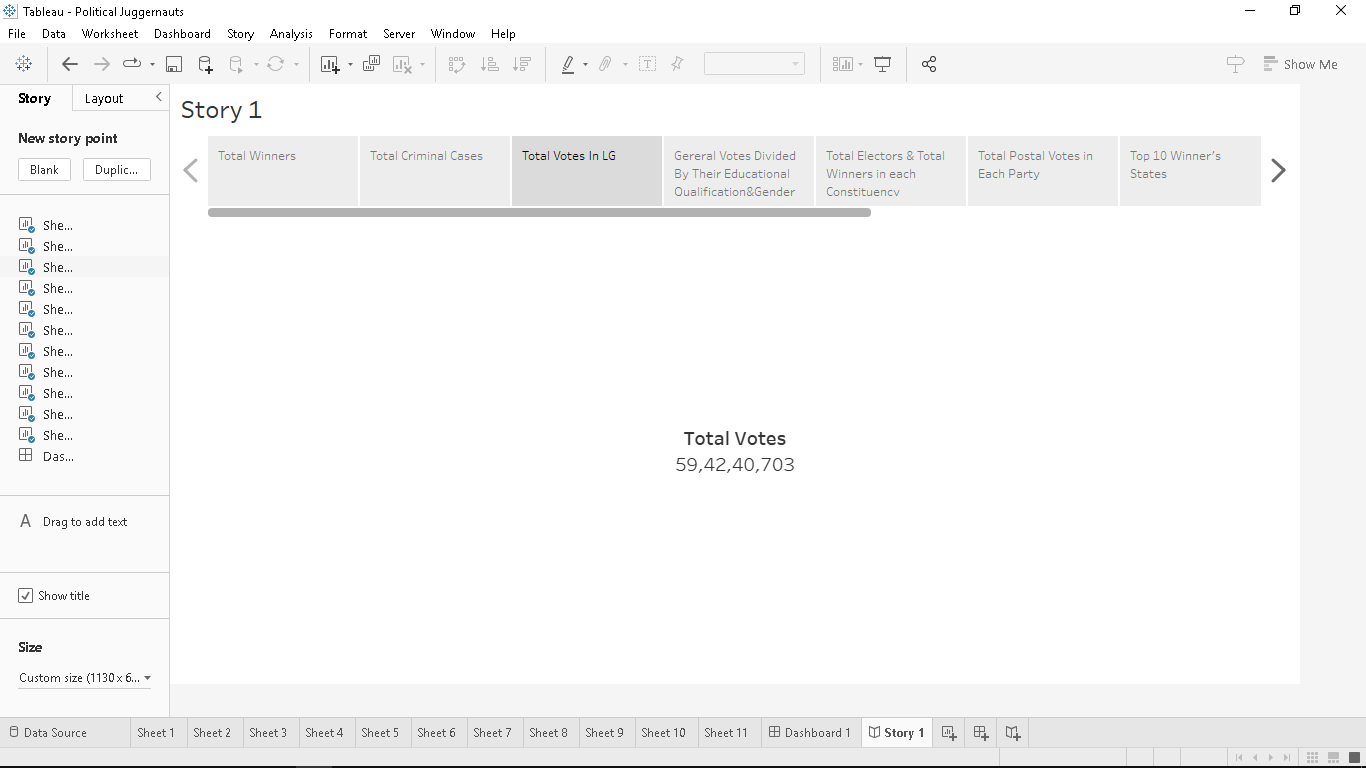 Tableau - Political Juggernauts
File Data Worksheet Dashboard Story Analysis Format Server Window Help
Show Me
Story Layout
New story point
Blank Duplic...
She...
She...
She...
She...
She...
She...
She...
She...
She...
She...
She...
Das...
A Drag to add text
Show title
Size
Custom size (1130 x 6...
Story 1
Total Winners
Total Criminal Cases
Total Votes In LG
Gereral Votes Divided
By Their Educational
Qualification&Gender
Total Electors & Total
Winners in each
Constituency
Total Postal Votes in
Each Party
Top 10 Winner's
States
Total Votes
59,42,40,703
Data Source Sheet 1 Sheet 2 Sheet 3 Sheet 4 Sheet 5 Sheet 6 Sheet 7 Sheet 8 Sheet 9 Sheet 10 Sheet 11 Dashboard 1 Story 1